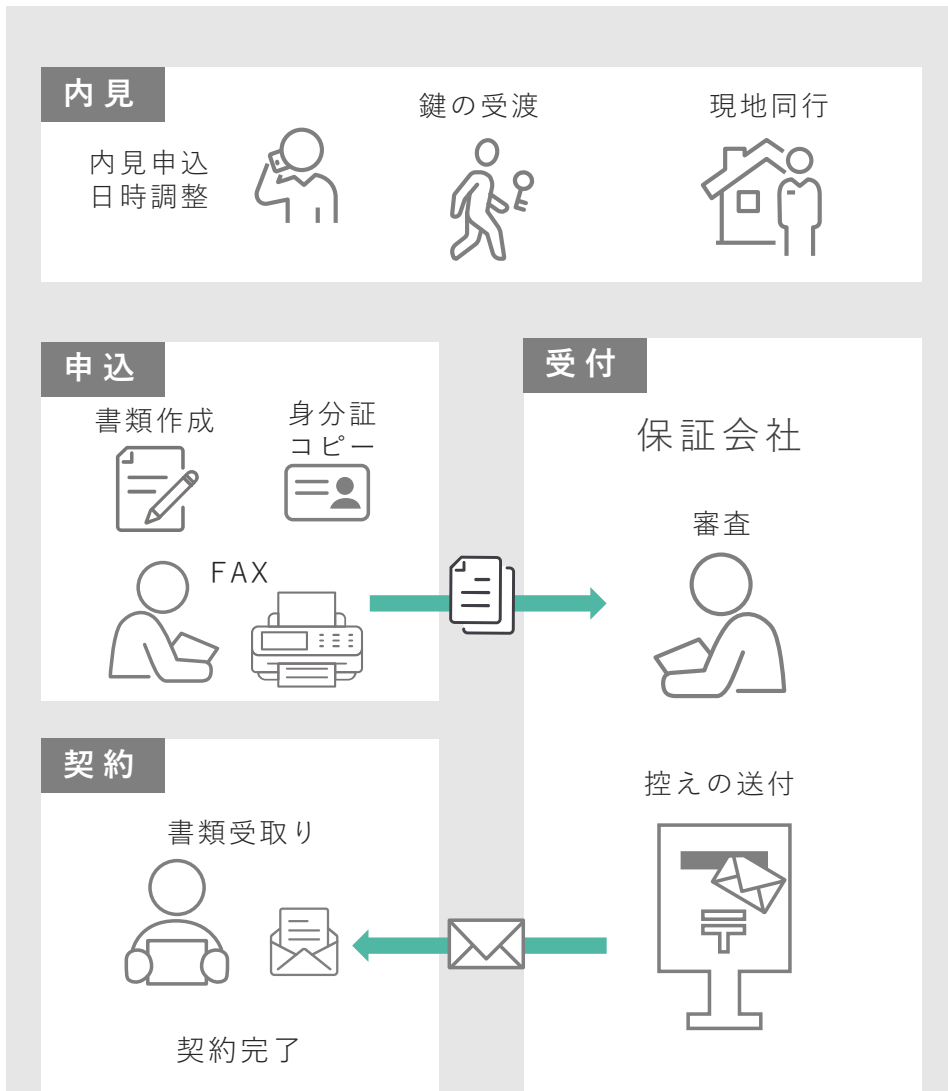 内見
内見申込
日時調整
鍵の受渡
現地同行
申込
書類作成
身分証
コピー
FAX
受付
保証会社
審査
控えの送付
〒
契約
書類受取り
契約完了